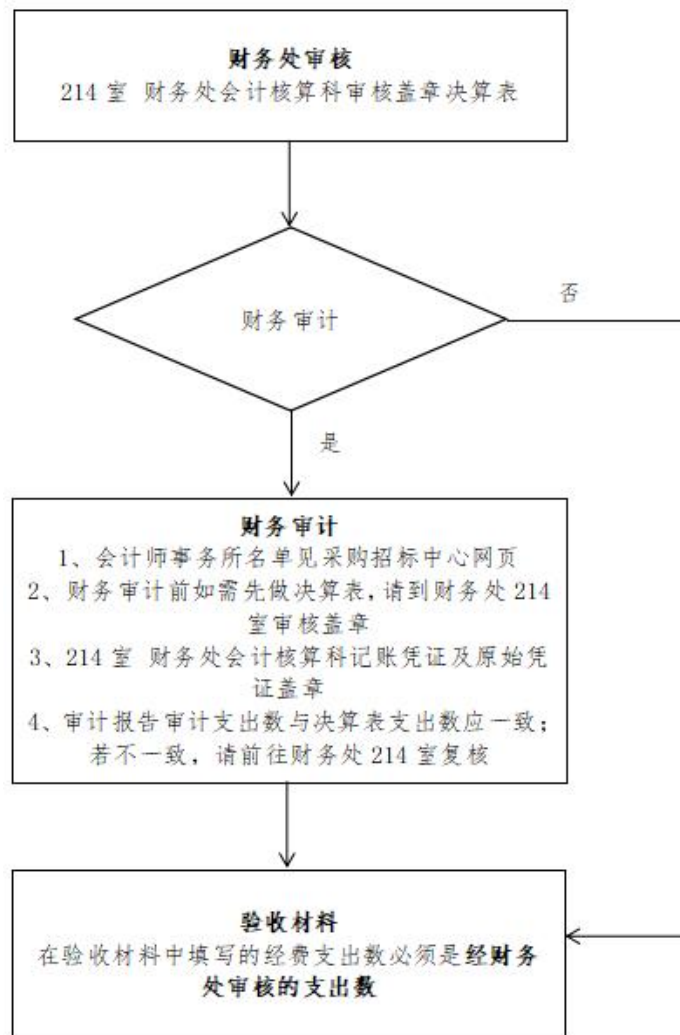 财务处审核
214 室 财务处会计核算科审核盖章决算表
财务审计
否
是
财务审计
1、会计师事务所名单见采购招标中心网页
2、财务审计前如需先做决算表,请到财务处 214
室审核盖章
3、214 室 财务处会计核算科记账凭证及原始凭
证盖章
4、审计报告审计支出数与决算表支出数应一致；
若不一致，请前往财务处 214 室复核
验收材料
在验收材料中填写的经费支出数必须是经财务
处审核的支出数